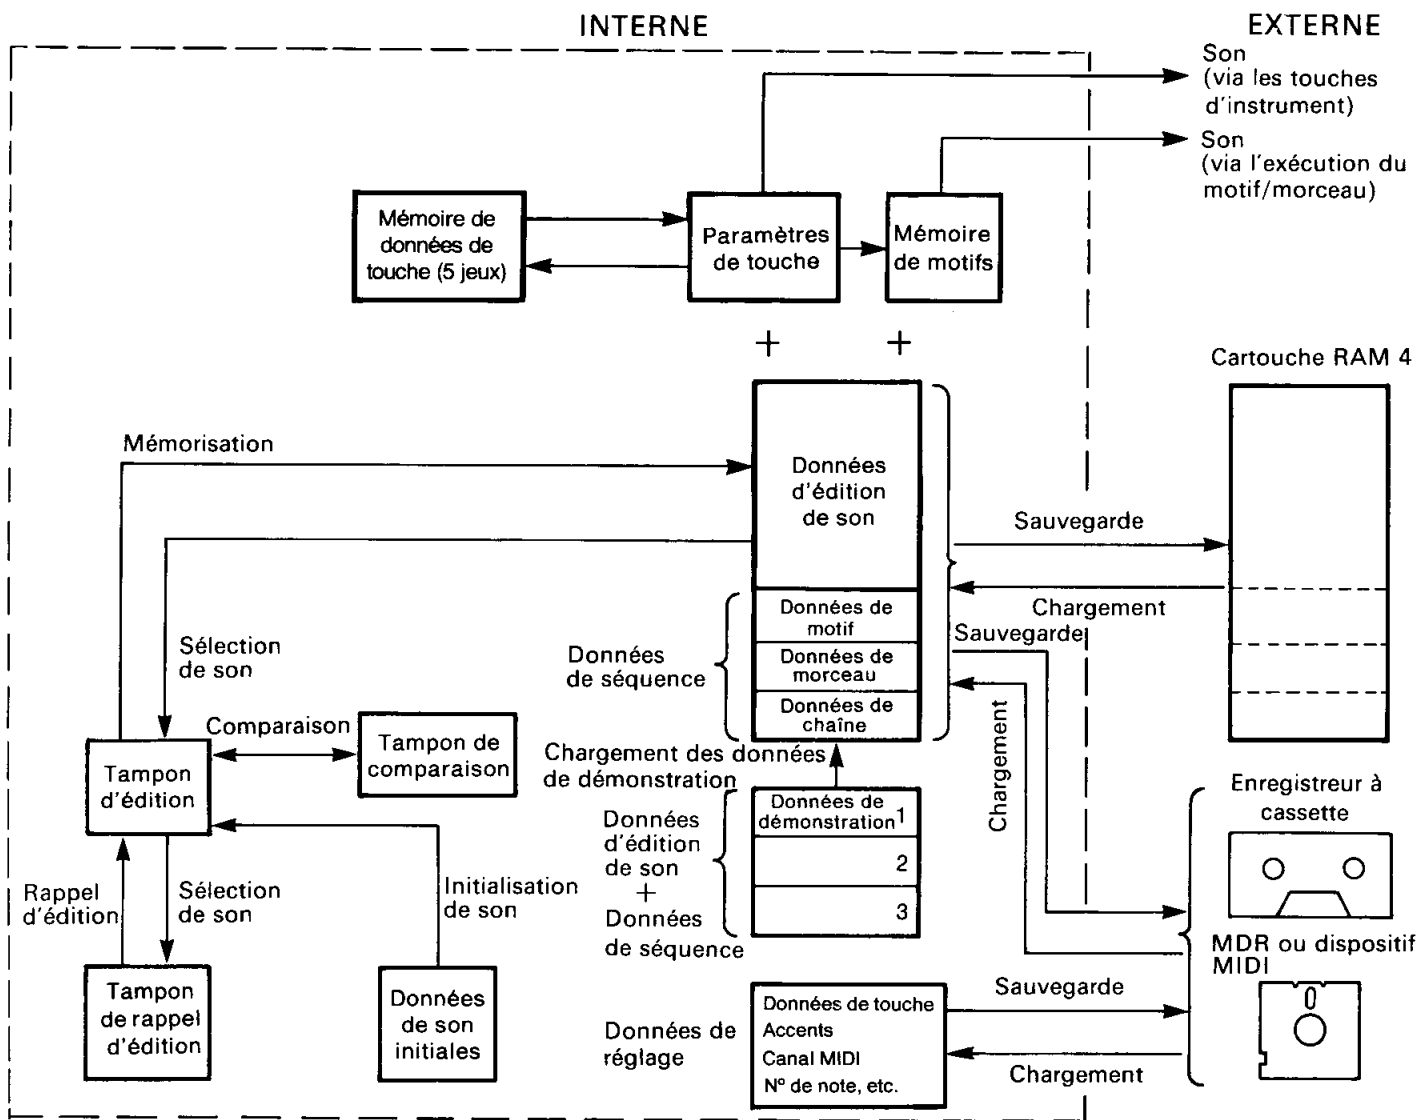 INTERNE
EXTERNE
Son
(via les touches
d'instrument)
Son
(via l'exécution du
motif/morceau)
Mémoire de
données de
touche (5 jeux)
Paramètres
de touche
Mémoire
de motifs
+ +
Cartouche RAM 4
Mémorisation
Données
d'édition
de son
Sauvegarde
Chargement
Sauvegarde
Chargement
Sélection
de son
Données
de séquence
Données de
motif
Données de
morceau
Données de
chaîne
Comparaison
Tampon
d'édition
Tampon de
comparaison
Chargement des données
de démonstration
Données
d'édition
de son
+
Données
de séquence
Données de
démonstration 1
2
3
Enregistreur à
cassette
MDR ou dispositif
MIDI
Rappel
d'édition
Sélection
de son
Initialisation
de son
Tampon
de rappel
d'édition
Données
de son
initiales
Données de
réglage
Données de touche
Accents
Canal MIDI
Nº de note, etc.
Sauvegarde
Chargement